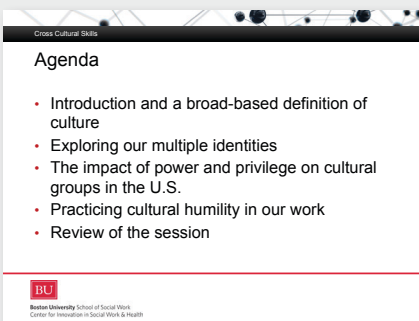 Cross Cultural Skills
Agenda
• Introduction and a broad-based definition of
culture
• Exploring our multiple identities
• The impact of power and privilege on cultural
groups in the U.S.
• Practicing cultural humility in our work
• Review of the session
BU
Boston University School of Social Work
Center for Innovation in Social Work & Health